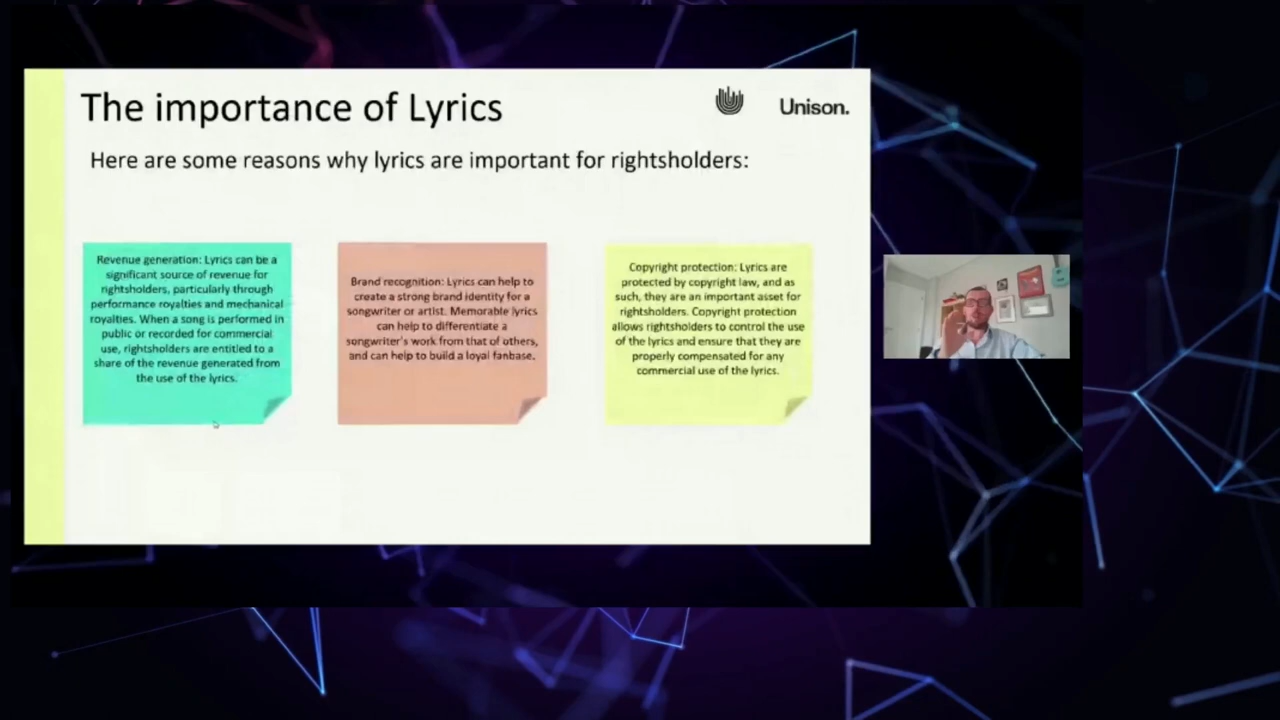 The importance of Lyrics
Unison.
Here are some reasons why lyrics are important for rightsholders:
Revenue generation: Lyrics can be a
significant source of revenue for
rightsholders, particularly through
performance royalties and mechanical
royalties. When a song is performed in
public or recorded for commercial
use, rightsholders are entitled to a
share of the revenue generated from
the use of the lyrics.
Brand recognition: Lyrics can help to
create a strong brand identity for a
songwriter or artist. Memorable lyrics
can help to differentiate a
songwriter's work from that of others,
and can help to build a loyal fanbase.
Copyright protection: Lyrics are
protected by copyright law, and as
such, they are an important asset for
rightsholders. Copyright protection
allows rightsholders to control the use
of the lyrics and ensure that they are
properly compensated for any
commercial use of the lyrics.